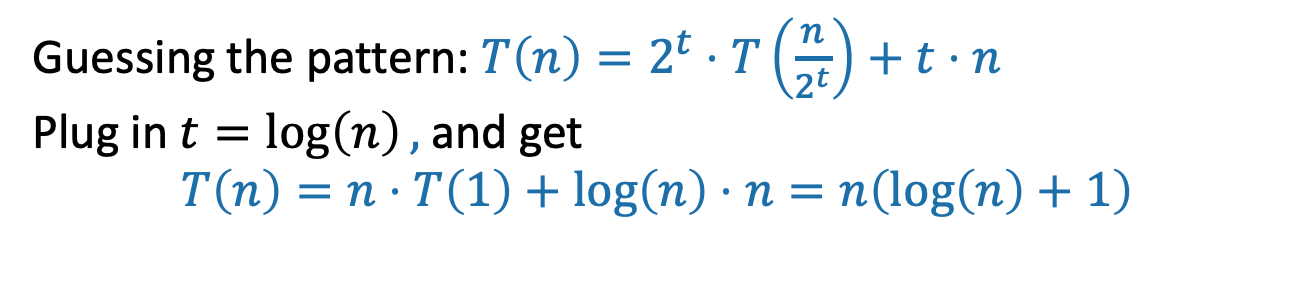 Guessing the pattern: T(n) = 2^t · T(n/2^t) + t · n
Plug in t = log(n) , and get
T(n) = n · T(1) + log(n) · n = n(log(n) + 1)